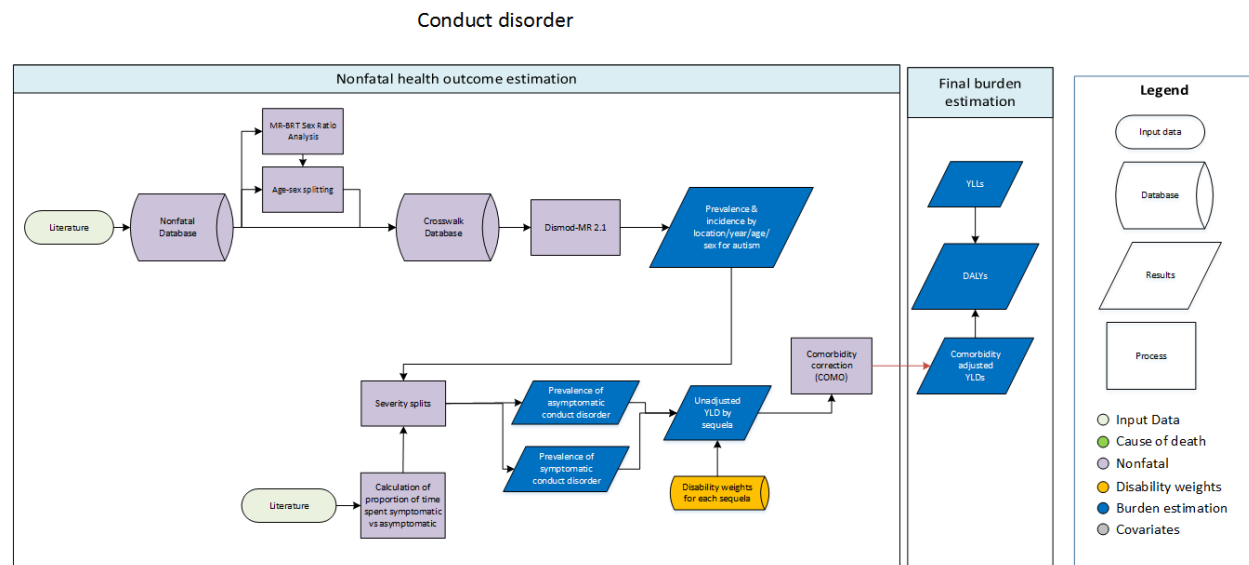 Conduct disorder
Nonfatal health outcome estimation
MR-BRT Sex Ratio
Analysis
Age-sex splitting
Literature
Nonfatal
Database
Crosswalk
Database
Dismod-MR 2.1
Prevalence &
incidence by
location/year/age/
sex for autism
Severity splits
Prevalence of
asymptomatic
conduct disorder
Prevalence of
symptomatic
conduct disorder
Unadjusted
YLD by
sequela
Comorbidity
correction
(COMO)
Literature
Calculation of
proportion of time
spent symptomatic
vs asymptomatic
Disability weights
for each sequela
Final burden
estimation
YLLs
DALYs
Comorbidity
adjusted
YLDs
Legend
Input data
Database
Results
Process
Input Data
Cause of death
Nonfatal
Disability weights
Burden estimation
Covariates